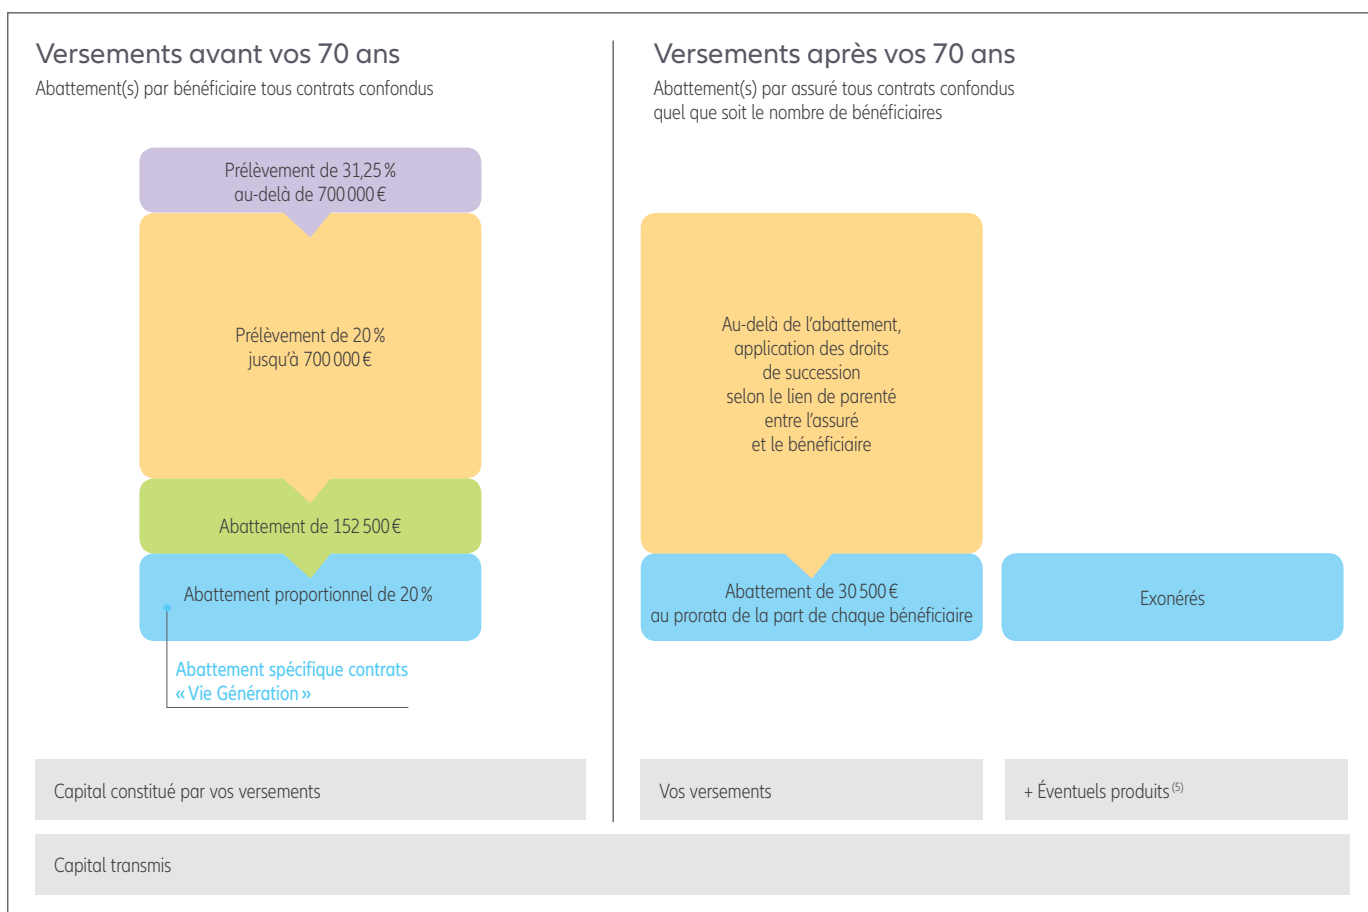 Versements avant vos 70 ans
Abattement(s) par bénéficiaire tous contrats confondus
Prélèvement de 31,25 %
au-delà de 700 000 €
Prélèvement de 20 %
jusqu'à 700 000 €
Abattement de 152 500 €
Abattement proportionnel de 20 %
Abattement spécifique contrats
« Vie Génération »
Versements après vos 70 ans
Abattement(s) par assuré tous contrats confondus
quel que soit le nombre de bénéficiaires
Au-delà de l'abattement,
application des droits
de succession
selon le lien de parenté
entre l'assuré
et le bénéficiaire
Abattement de 30 500 €
au prorata de la part de chaque bénéficiaire
Exonérés
Capital constitué par vos versements
Vos versements
+ Éventuels produits (5)
Capital transmis